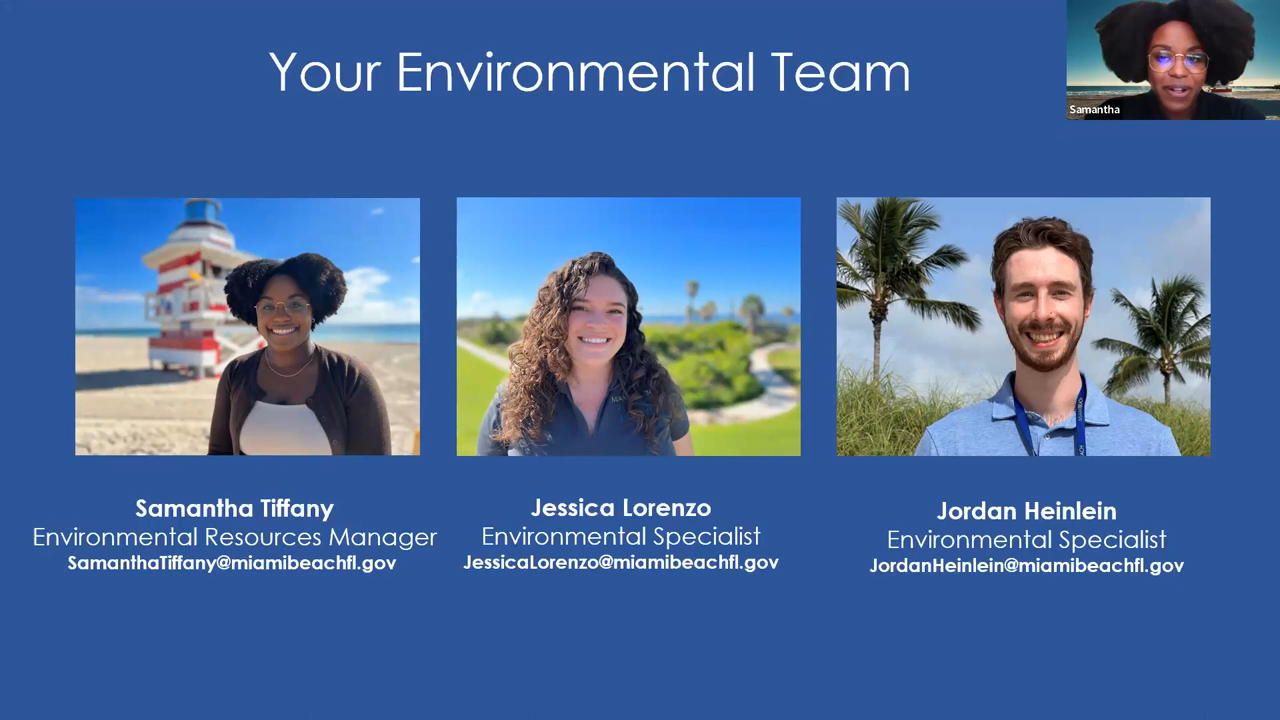 Your Environmental Team
Samantha
Samantha Tiffany
Environmental Resources Manager
SamanthaTiffany@miamibeachfl.gov
Jessica Lorenzo
Environmental Specialist
JessicaLorenzo@miamibeachfl.gov
Jordan Heinlein
Environmental Specialist
JordanHeinlein@miamibeachfl.gov